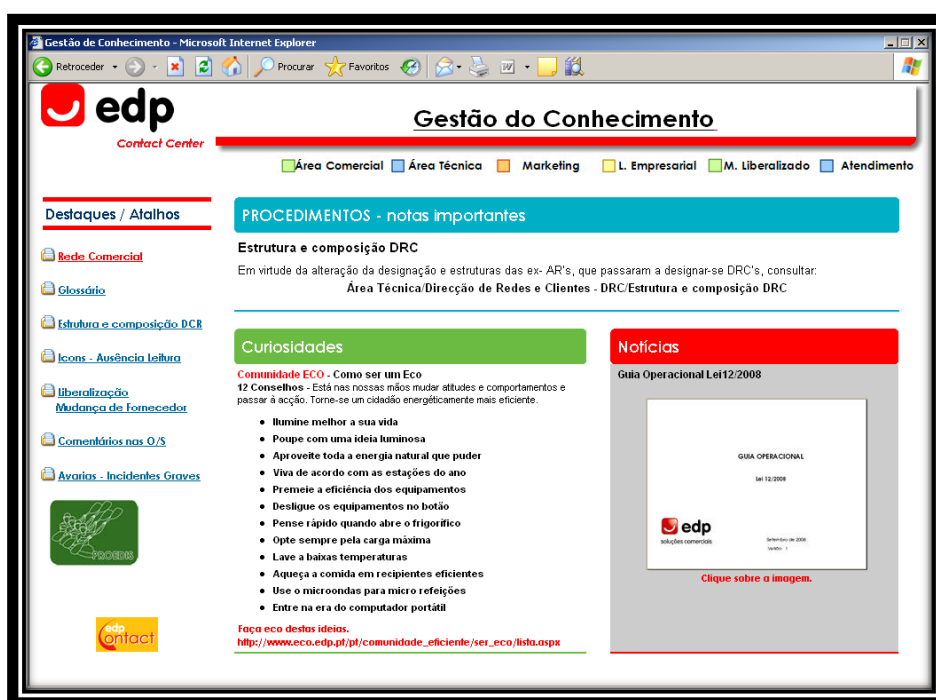 Gestão de Conhecimento - Microsoft Internet Explorer
Retroceder
Procurar
Favoritos
edp
Contact Center
Gestão do Conhecimento
Área Comercial
Área Técnica
Marketing
L. Empresarial
M. Liberalizado
Atendimento
Destaques / Atalhos
Rede Comercial
Glossário
Estrutura e composição DCR
Icons - Ausência Leitura
Liberalização
Mudança de Fornecedor
Comentários nas O/S
Avarias - Incidentes Graves
PROEDIS
edp
contact
PROCEDIMENTOS - notas importantes
Estrutura e composição DRC
Em virtude da alteração da designação e estruturas das ex- AR's, que passaram a designar-se DRC's, consultar:
Área Técnica/Direcção de Redes e Clientes - DRC/Estrutura e composição DRC
Curiosidades
Comunidade ECO - Como ser um Eco
12 Conselhos - Está nas nossas mãos mudar atitudes e comportamentos e
passar à acção. Torne-se um cidadão energéticamente mais eficiente.
Ilumine melhor a sua vida
Poupe com uma ideia luminosa
Aproveite toda a energia natural que puder
Viva de acordo com as estações do ano
Premeie a eficiência dos equipamentos
Desligue os equipamentos no botão
Pense rápido quando abre o frigorífico
Opte sempre pela carga máxima
Lave a baixas temperaturas
Aqueça a comida em recipientes eficientes
Use o microondas para micro refeições
Entre na era do computador portátil
Faça eco destas ideias.
http://www.eco.edp.pt/pt/comunidade_eficiente/ser_eco/lista.aspx
Notícias
Guia Operacional Lei12/2008
GUIA OPERACIONAL
Lei 12/2008
edp
soluções comerciais
Setembro de 2008
Versão 1
Clique sobre a imagem.